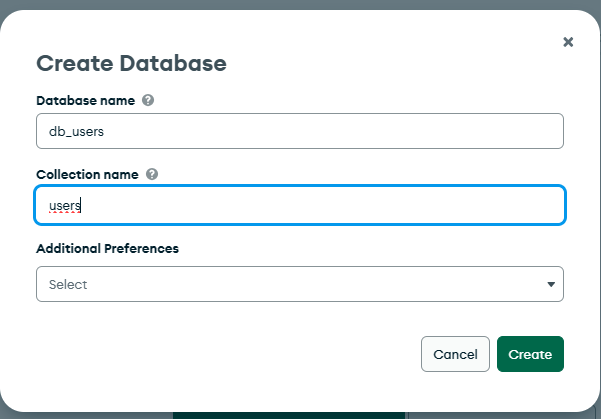 Create Database
Database name
db_users
Collection name
users
Additional Preferences
Select
Cancel Create